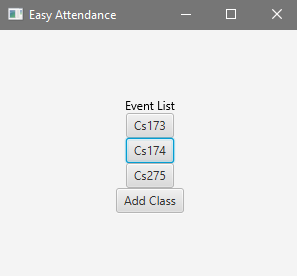 Easy Attendance
Event List
Cs173
Cs174
Cs275
Add Class